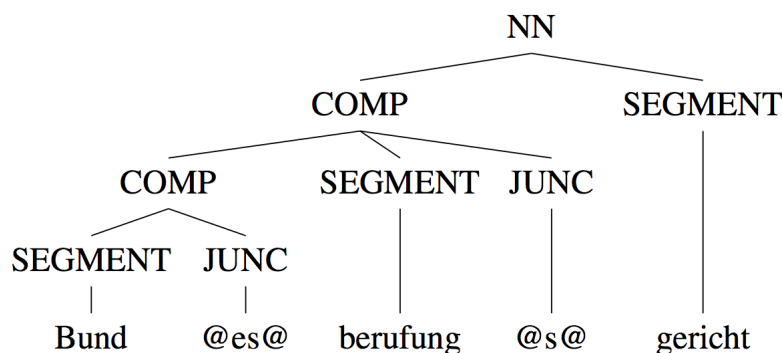 NN
COMP SEGMENT
COMP SEGMENT JUNC
SEGMENT JUNC
Bund @es@ berufung @s@ gericht